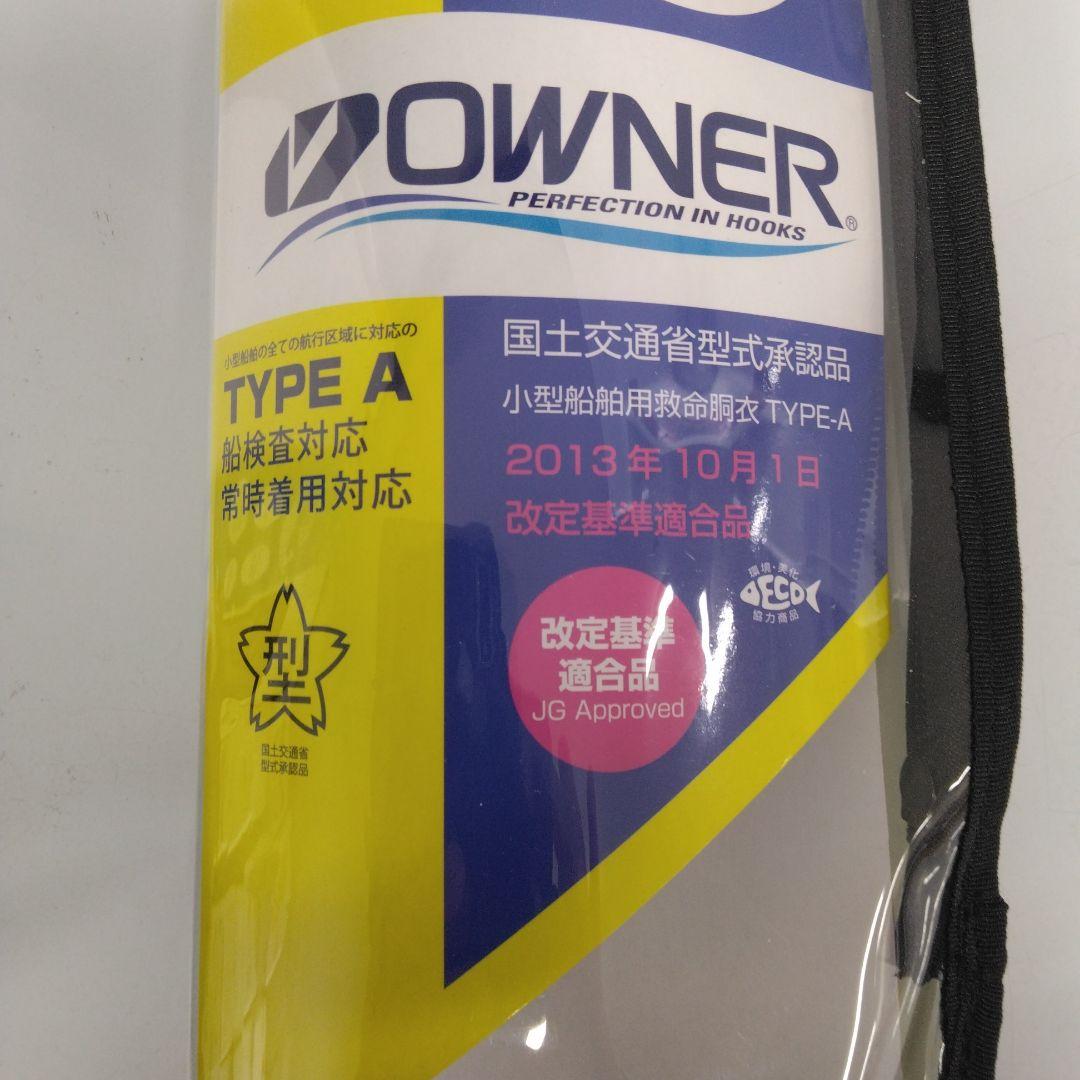 OWNER
PERFECTION IN HOOKS
®
小型船舶の全ての航行区域に対応の
TYPE A
船検査対応
常時着用対応
型
国土交通省
型式承認品
国土交通省型式承認品
小型船舶用救命胴衣 TYPE-A
2013年10月1日
改定基準適合品
環境・美化
ECO
協力商品
改定基準
適合品
JG Approved